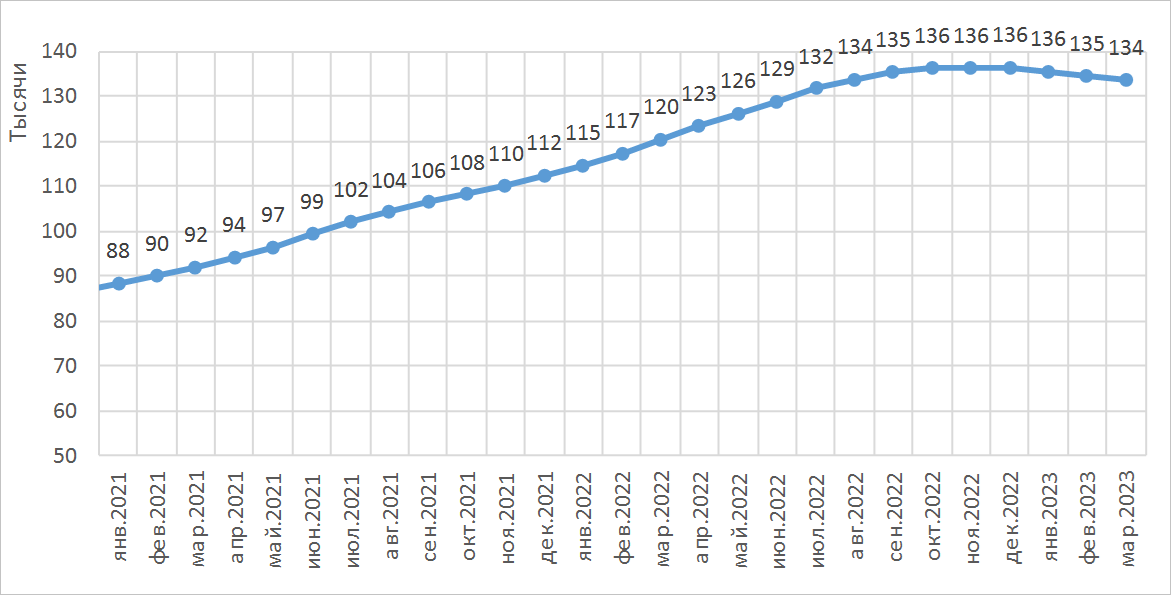 Тысячи
140
130
120
110
100
90
80
70
60
50
88 90 92 94 97 99 102 104 106 108 110 112 115 117 120 123 126 129 132 134 135 136 136 136 136 135 134
янв.2021
фев.2021
мар.2021
апр.2021
май.2021
июн.2021
июл.2021
авг.2021
сен.2021
окт.2021
ноя.2021
дек.2021
янв.2022
фев.2022
мар.2022
апр.2022
май.2022
июн.2022
июл.2022
авг.2022
сен.2022
окт.2022
ноя.2022
дек.2022
янв.2023
фев.2023
мар.2023